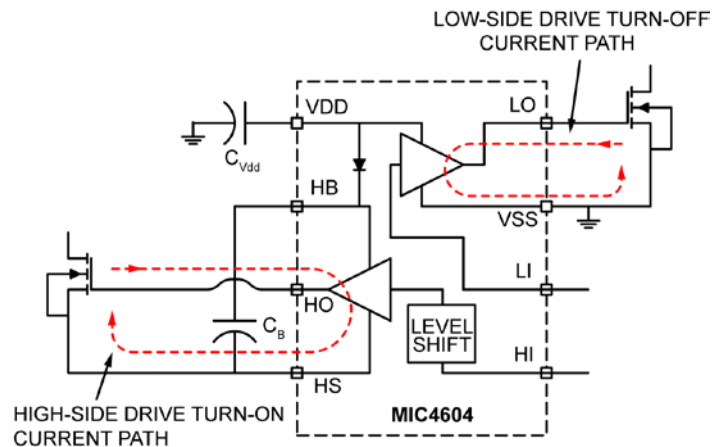 LOW-SIDE DRIVE TURN-OFF
CURRENT PATH
VDD
LO
CVdd
HB
VSS
HO
LI
CB
LEVEL
SHIFT
HI
HS
MIC4604
HIGH-SIDE DRIVE TURN-ON
CURRENT PATH